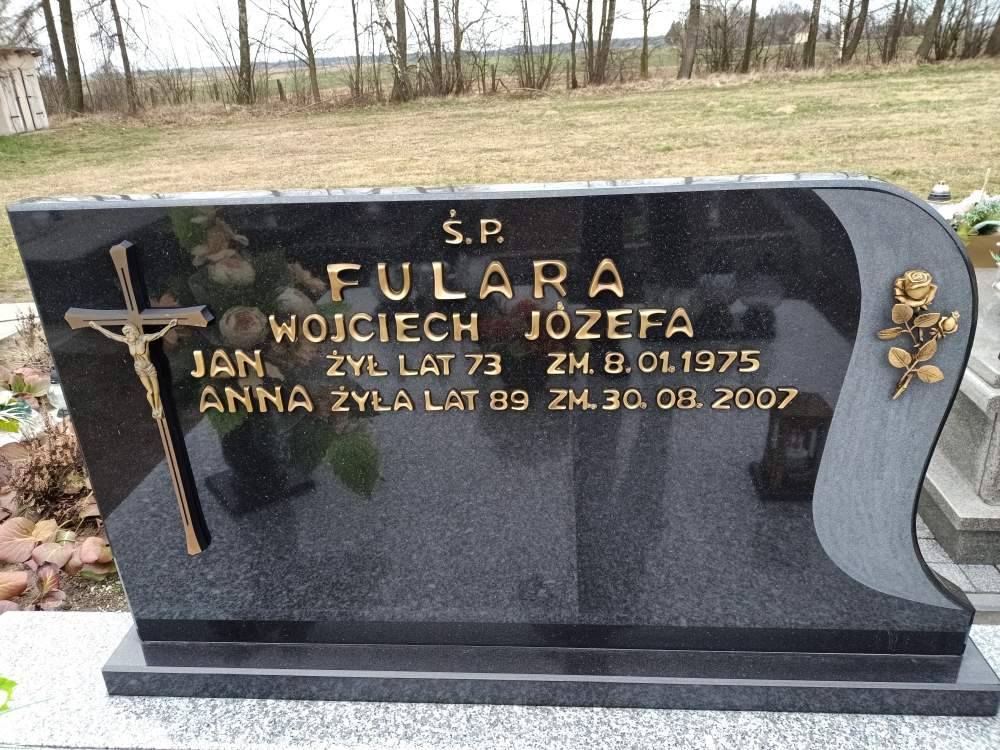 Ś. P.
FULARA
WOJCIECH JÓZEFA
JAN ŻYŁ LAT 73 ZM. 8. 01. 1975
ANNA ŻYŁA LAT 89 ZM. 30. 08. 2007